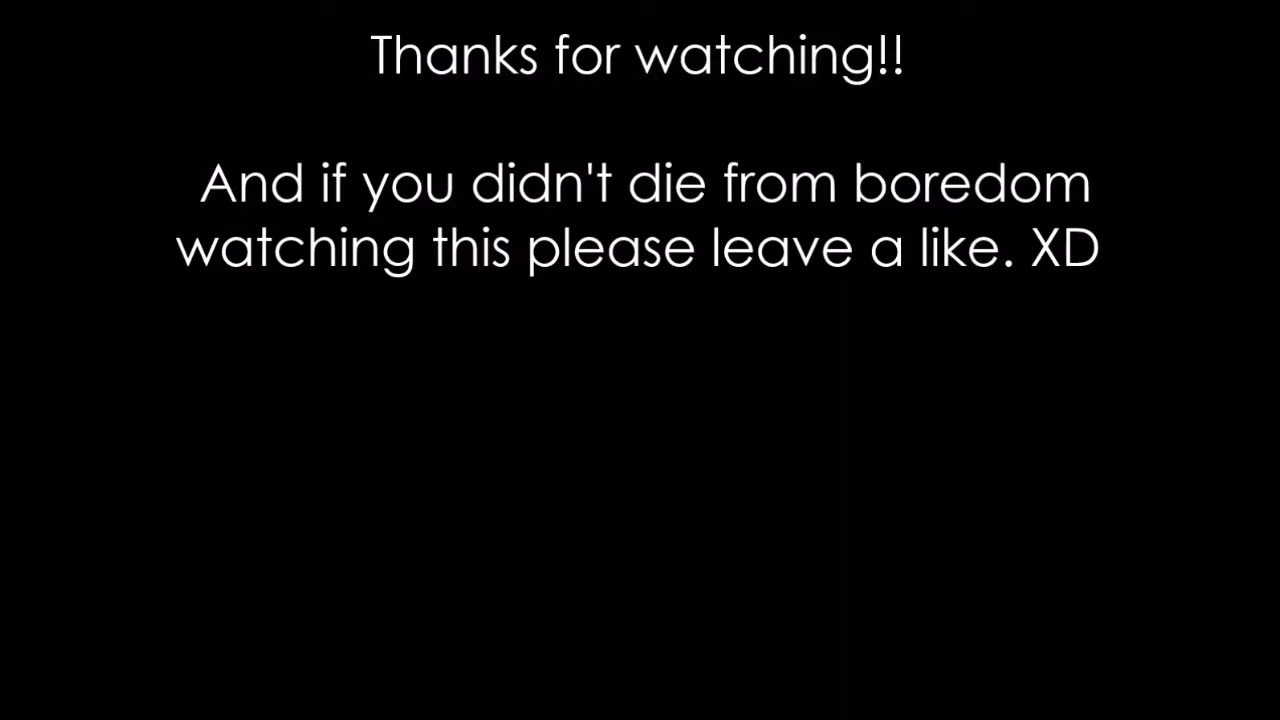 Thanks for watching!!
And if you didn't die from boredom
watching this please leave a like. XD